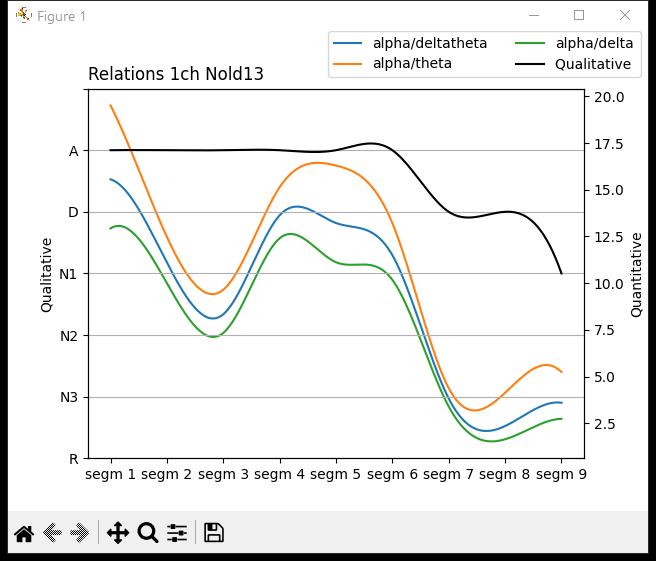 Figure 1
alpha/deltatheta
alpha/delta
alpha/theta
Qualitative
Relations 1ch Nold13
A
D
N1
N2
N3
R
Qualitative
20.0
17.5
15.0
12.5
10.0
7.5
5.0
2.5
Quantitative
segm 1 segm 2 segm 3 segm 4 segm 5 segm 6 segm 7 segm 8 segm 9